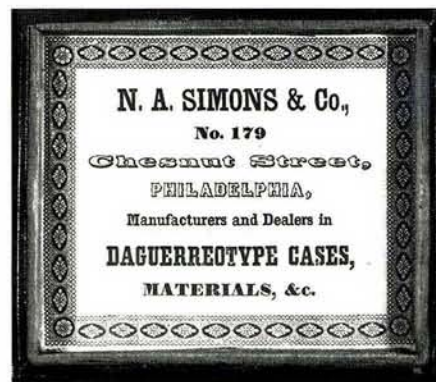 N. A. SIMONS & Co.,
No. 179
Chesnut Street,
PHILADELPHIA,
Manufacturers and Dealers in
DAGUERREOTYPE CASES,
MATERIALS, &c.